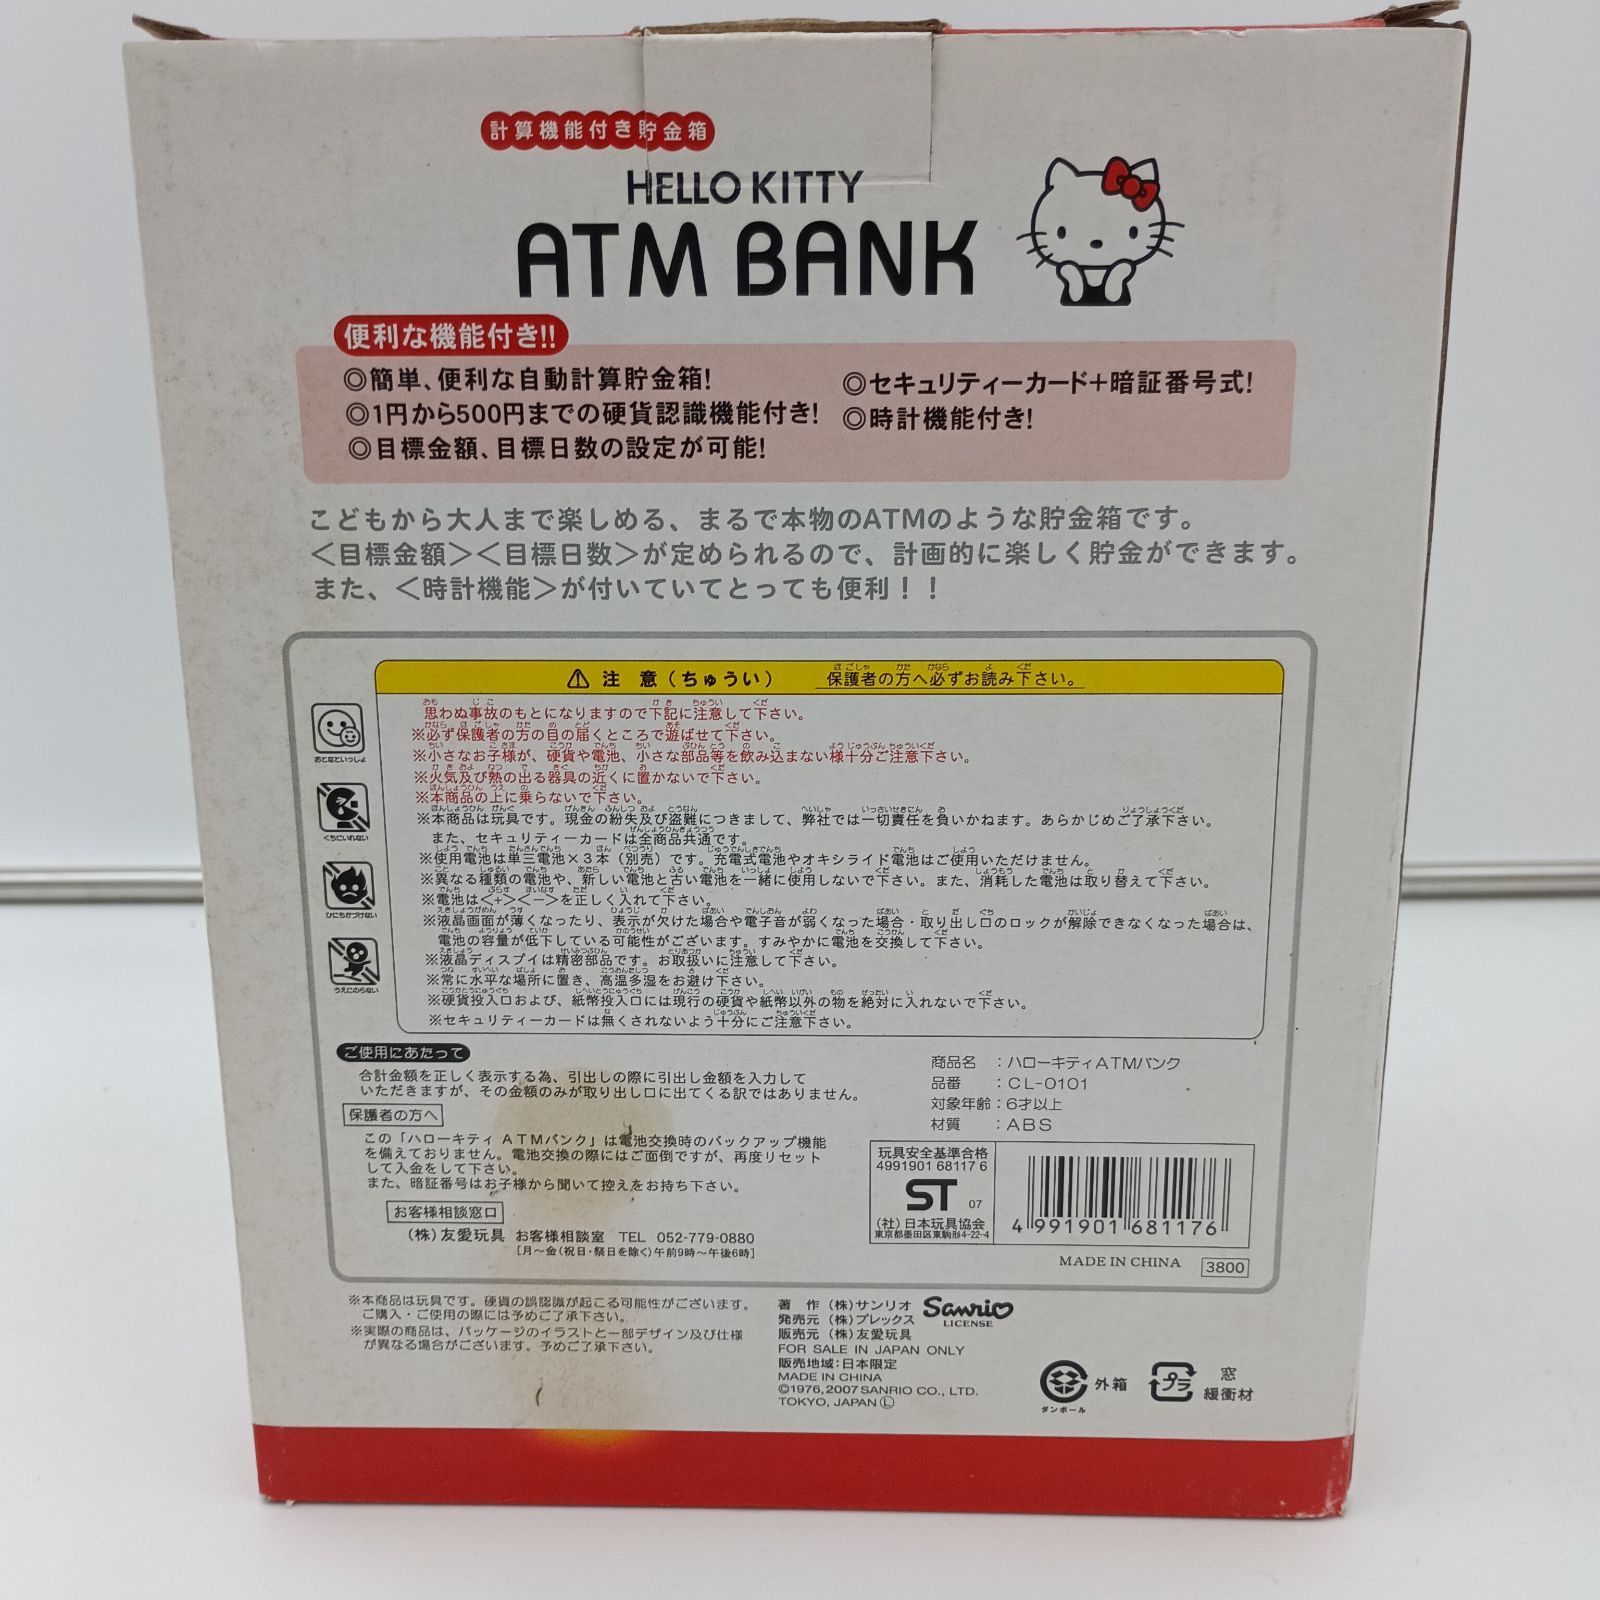 計算機能付き貯金箱
HELLO KITTY
ATM BANK
便利な機能付き!!
◎簡単、便利な自動計算貯金箱!
◎1円から500円までの硬貨認識機能付き!
◎目標金額、目標日数の設定が可能!
◎セキュリティーカード+暗証番号式!
◎時計機能付き!
こどもから大人まで楽しめる、まるで本物のATMのような貯金箱です。
＜目標金額＞＜目標日数＞が定められるので、計画的に楽しく貯金ができます。
また、＜時計機能＞が付いていてとっても便利！！
⚠ 注 意(ちゅうい) 保護者の方へ必ずお読み下さい。
思わぬ事故のもとになりますので下記に注意して下さい。
※必ず保護者の方の目の届くところで遊ばせて下さい。
※小さなお子様が、硬貨や電池、小さな部品等を飲み込まない様十分ご注意下さい。
※火気及び熱の出る器具の近くに置かないで下さい。
※本商品の上に乗らないで下さい。
※本商品は玩具です。現金の紛失及び盗難につきまして、弊社では一切責任を負いかねます。あらかじめご了承下さい。
また、セキュリティーカードは全商品共通です。
※使用電池は単三電池×3本(別売)です。充電式電池やオキシライド電池はご使用いただけません。
※異なる種類の電池や、新しい電池と古い電池を一緒に使用しないで下さい。また、消耗した電池は取り替えて下さい。
※電池は<+><−>を正しく入れて下さい。
※液晶画面が薄くなったり、表示が欠けた場合や電子音が弱くなった場合・取り出し口のロックが解除できなくなった場合は、
電池の容量が低下している可能性がございます。すみやかに電池を交換して下さい。
※液晶ディスプイは精密部品です。お取扱いに注意して下さい。
※常に水平な場所に置き、高温多湿をお避け下さい。
※硬貨投入口および、紙幣投入口には現行の硬貨や紙幣以外の物を絶対に入れないで下さい。
※セキュリティーカードは無くされないよう十分にご注意下さい。
おとなといっしょ
くちにいれない
ひにちかづけない
うえにのらない
ご使用にあたって
合計金額を正しく表示する為、引出しの際に引出し金額を入力して
いただきますが、その金額のみが取り出し口に出てくる訳ではありません。
保護者の方へ
この「ハローキティ ATMバンク」は電池交換時のバックアップ機能
を備えておりません。電池交換の際にはご面倒ですが、再度リセット
して入金をして下さい。
また、暗証番号はお子様から聞いて控えをお持ち下さい。
お客様相談窓口
(株)友愛玩具 お客様相談室 TEL 052-779-0880
[月〜金(祝日・祭日を除く)午前9時〜午後6時]
商品名 ：ハローキティATMバンク
品番 ：CL-0101
対象年齢：6才以上
材質 ：ABS
玩具安全基準合格
4991901 68117 6
ST 07
(社)日本玩具協会
東京都墨田区東駒形4-22-4
4 991901 681176
MADE IN CHINA 3800
※本商品は玩具です。硬貨の誤認識が起こる可能性がございます。
ご購入・ご使用の際には予めご了承下さい。
※実際の商品は、パッケージのイラストと一部デザイン及び仕様
が異なる場合がございます。予めご了承下さい。
著 作 (株)サンリオ
発売元 (株)プレックス
販売元 (株)友愛玩具
FOR SALE IN JAPAN ONLY
販売地域：日本限定
MADE IN CHINA
©1976,2007 SANRIO CO., LTD.
TOKYO, JAPAN Ⓛ
Sanrio
LICENSE
ダンボール
外箱
プラ
窓
緩衝材